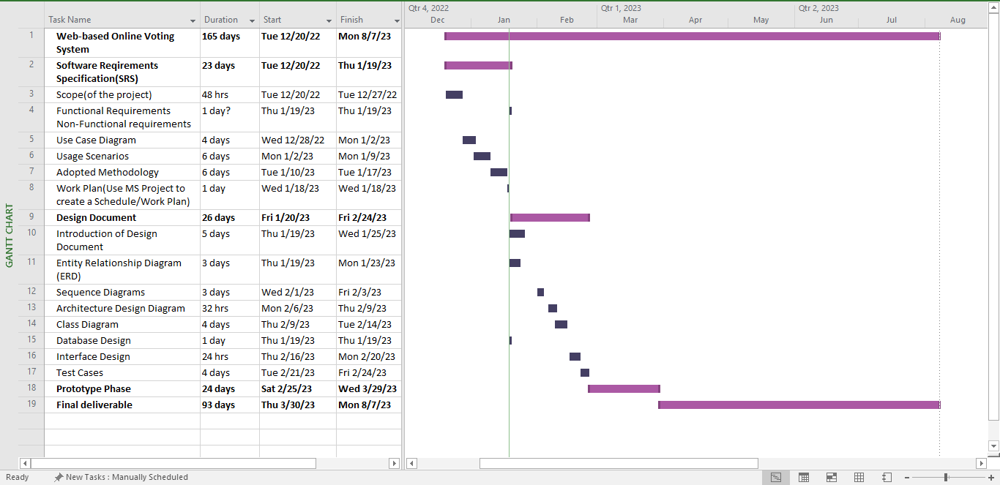 Qtr 4, 2022 Qtr 1, 2023 Qtr 2, 2023
Task Name Duration Start Finish Dec Jan Feb Mar Apr May Jun Jul Aug
1 Web-based Online Voting 165 days Tue 12/20/22 Mon 8/7/23
System
2 Software Reqirements 23 days Tue 12/20/22 Thu 1/19/23
Specification(SRS)
3 Scope(of the project) 48 hrs Tue 12/20/22 Tue 12/27/22
4 Functional Requirements 1 day? Thu 1/19/23 Thu 1/19/23
Non-Functional requirements
5 Use Case Diagram 4 days Wed 12/28/22 Mon 1/2/23
6 Usage Scenarios 6 days Mon 1/2/23 Mon 1/9/23
7 Adopted Methodology 6 days Tue 1/10/23 Tue 1/17/23
8 Work Plan(Use MS Project to 1 day Wed 1/18/23 Wed 1/18/23
create a Schedule/Work Plan)
9 Design Document 26 days Fri 1/20/23 Fri 2/24/23
10 Introduction of Design 5 days Thu 1/19/23 Wed 1/25/23
Document
11 Entity Relationship Diagram 3 days Thu 1/19/23 Mon 1/23/23
(ERD)
12 Sequence Diagrams 3 days Wed 2/1/23 Fri 2/3/23
13 Architecture Design Diagram 32 hrs Mon 2/6/23 Thu 2/9/23
14 Class Diagram 4 days Thu 2/9/23 Tue 2/14/23
15 Database Design 1 day Thu 1/19/23 Thu 1/19/23
16 Interface Design 24 hrs Thu 2/16/23 Mon 2/20/23
17 Test Cases 4 days Tue 2/21/23 Fri 2/24/23
18 Prototype Phase 24 days Sat 2/25/23 Wed 3/29/23
19 Final deliverable 93 days Thu 3/30/23 Mon 8/7/23
GANTT CHART
Ready New Tasks : Manually Scheduled